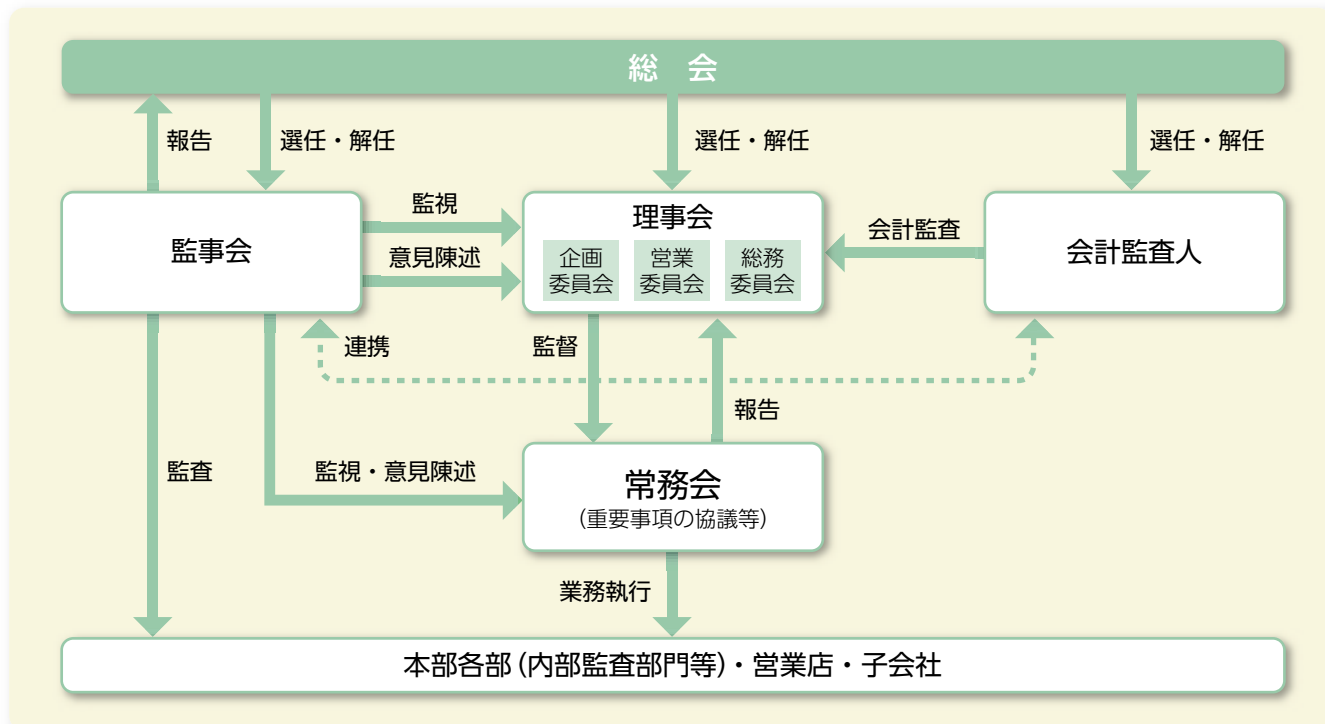 総　会
報告
選任・解任
選任・解任
選任・解任
監事会
監視
意見陳述
理事会
企画
委員会
営業
委員会
総務
委員会
会計監査
会計監査人
連携
監督
報告
監査
監視・意見陳述
常務会
（重要事項の協議等）
業務執行
本部各部（内部監査部門等）・営業店・子会社